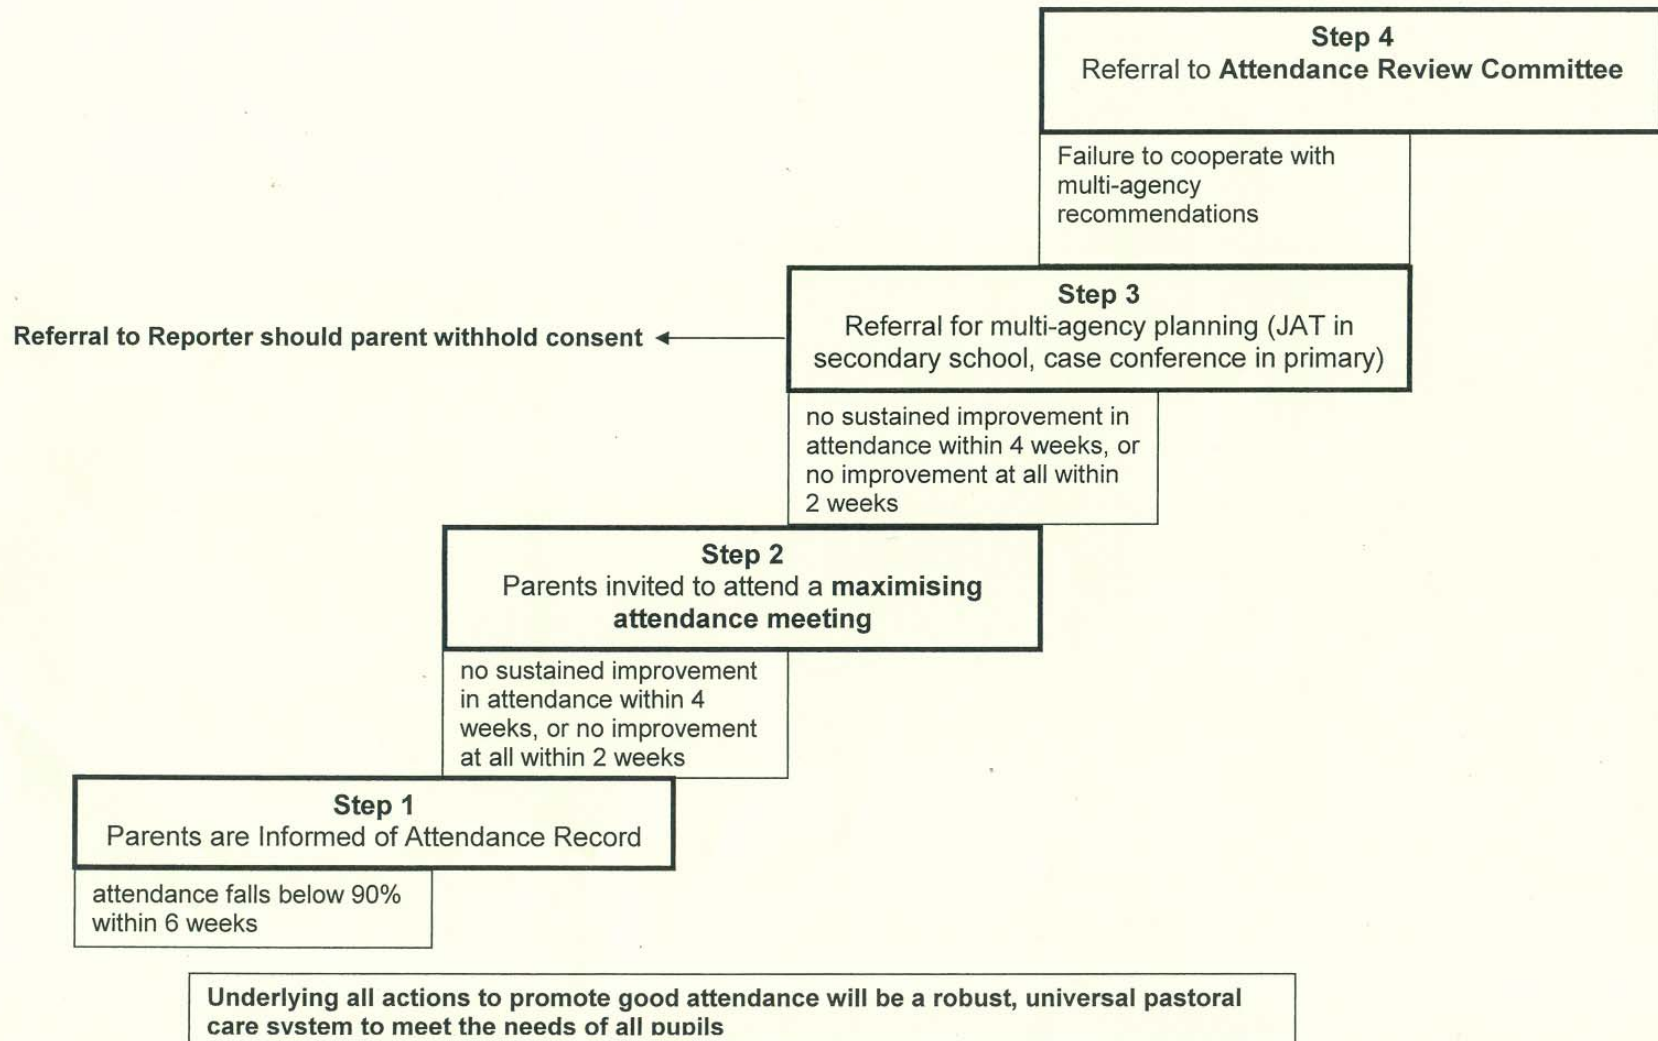 Step 4
Referral to Attendance Review Committee
Failure to cooperate with
multi-agency
recommendations
Step 3
Referral for multi-agency planning (JAT in
secondary school, case conference in primary)
Referral to Reporter should parent withhold consent
no sustained improvement in
attendance within 4 weeks, or
no improvement at all within
2 weeks
Step 2
Parents invited to attend a maximising
attendance meeting
no sustained improvement
in attendance within 4
weeks, or no improvement
at all within 2 weeks
Step 1
Parents are Informed of Attendance Record
attendance falls below 90%
within 6 weeks
Underlying all actions to promote good attendance will be a robust, universal pastoral
care system to meet the needs of all pupils